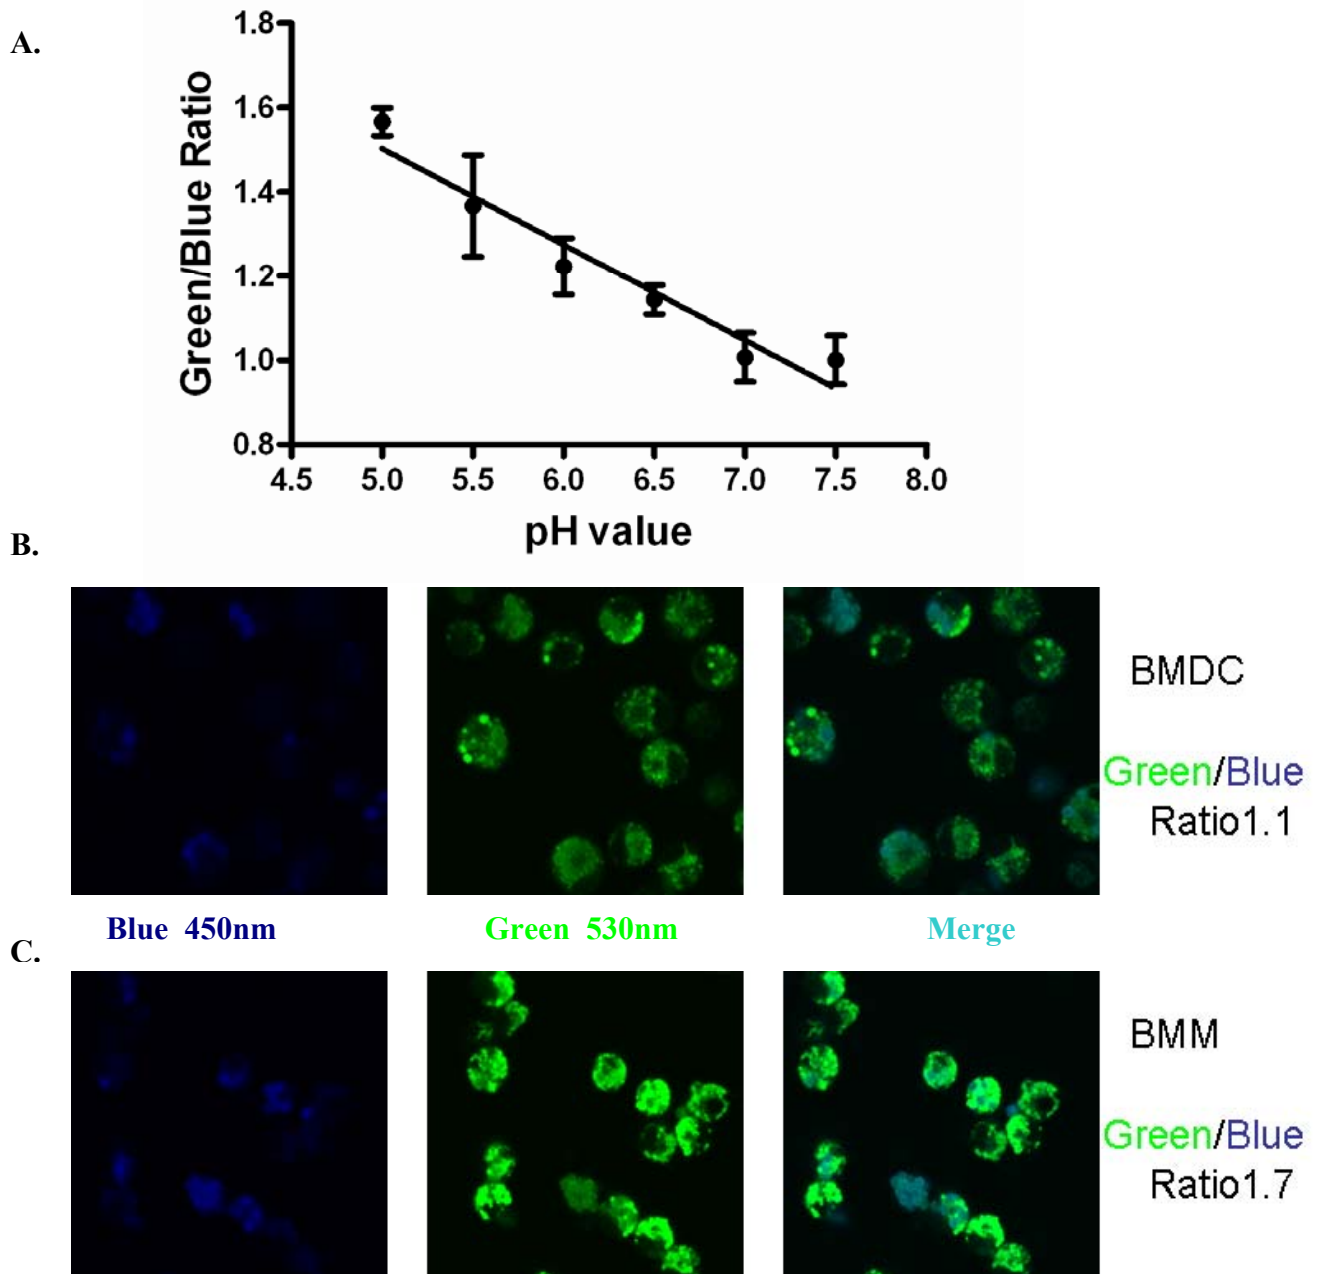 A.
1.8
1.6
1.4
1.2
1.0
0.8
Green/Blue Ratio
4.5 5.0 5.5 6.0 6.5 7.0 7.5 8.0
pH value
B.
BMDC
Green/Blue
Ratio1.1
Blue 450nm Green 530nm Merge
C.
BMM
Green/Blue
Ratio1.7